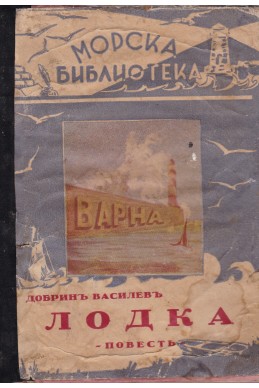 МОРСКА
БИБЛИОТЕКА
ВАРНА
ДОБРИНЪ ВАСИЛЕВЪ
ЛОДКА
- ПОВЕСТЬ